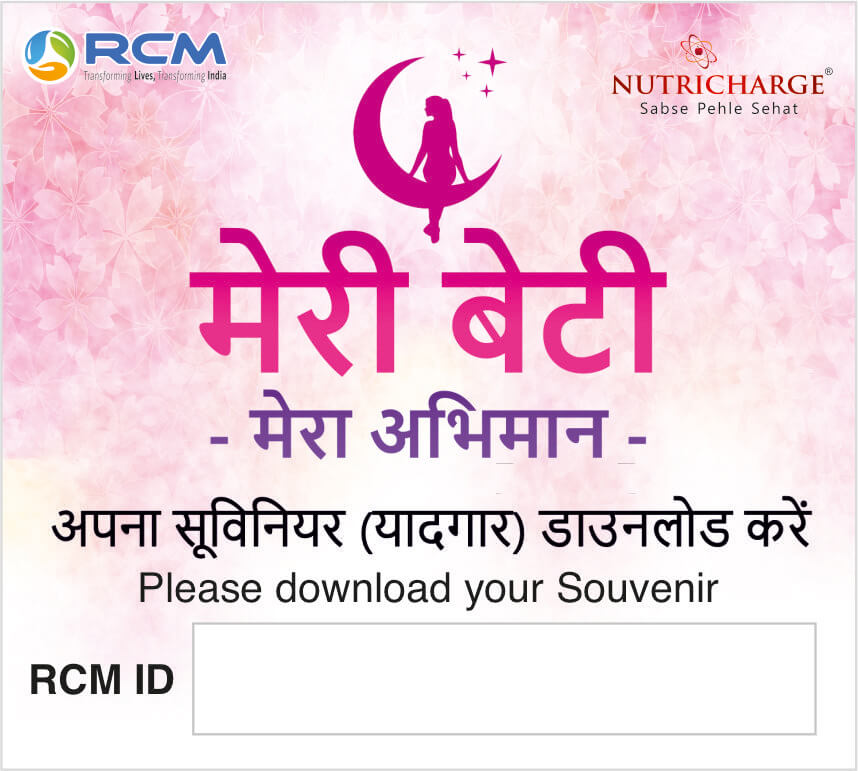 RCM
Transforming Lives, Transforming India
NUTRICHARGE®
Sabse Pehle Sehat
मेरी बेटी
- मेरा अभिमान -
अपना सूविनियर (यादगार) डाउनलोड करें
Please download your Souvenir
RCM ID